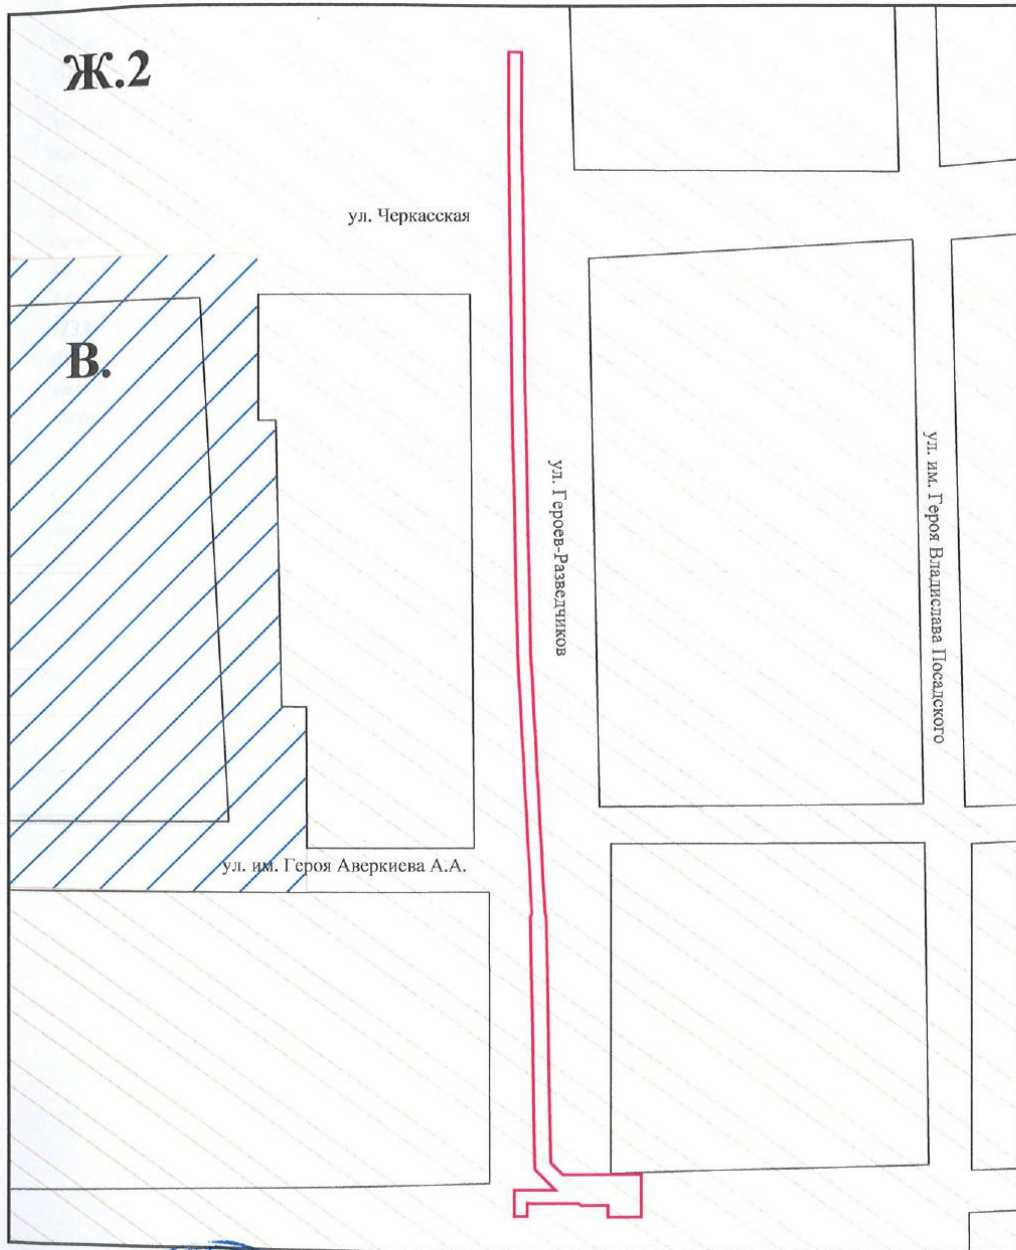 Ж.2
ул. Черкасская
В.
ул. Героев-Разведчиков
ул. им. Героя Владислава Посадского
ул. им. Героя Аверкиева А.А.